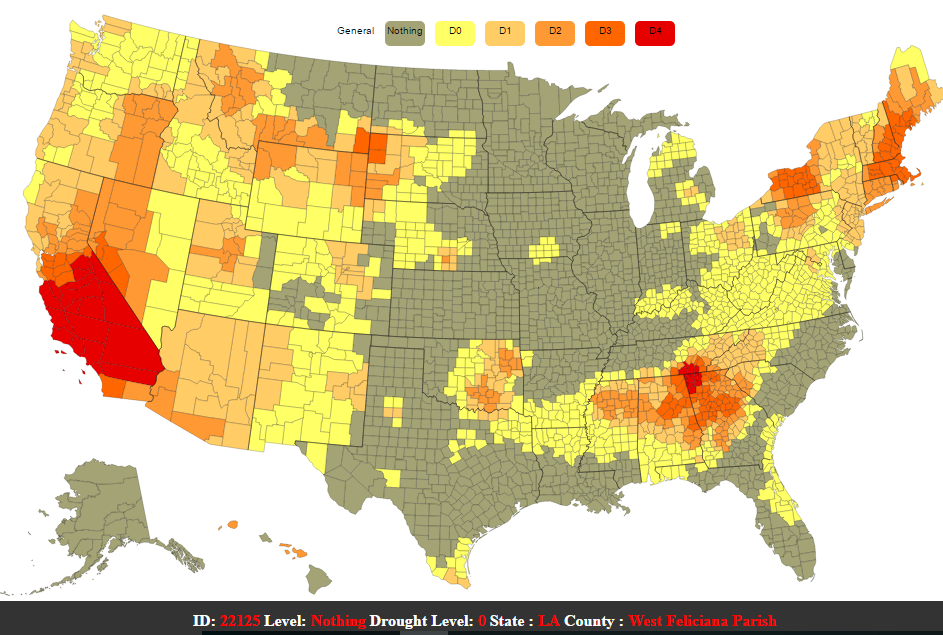 General Nothing D0 D1 D2 D3 D4
ID: 22125 Level: Nothing Drought Level: 0 State : LA County : West Feliciana Parish